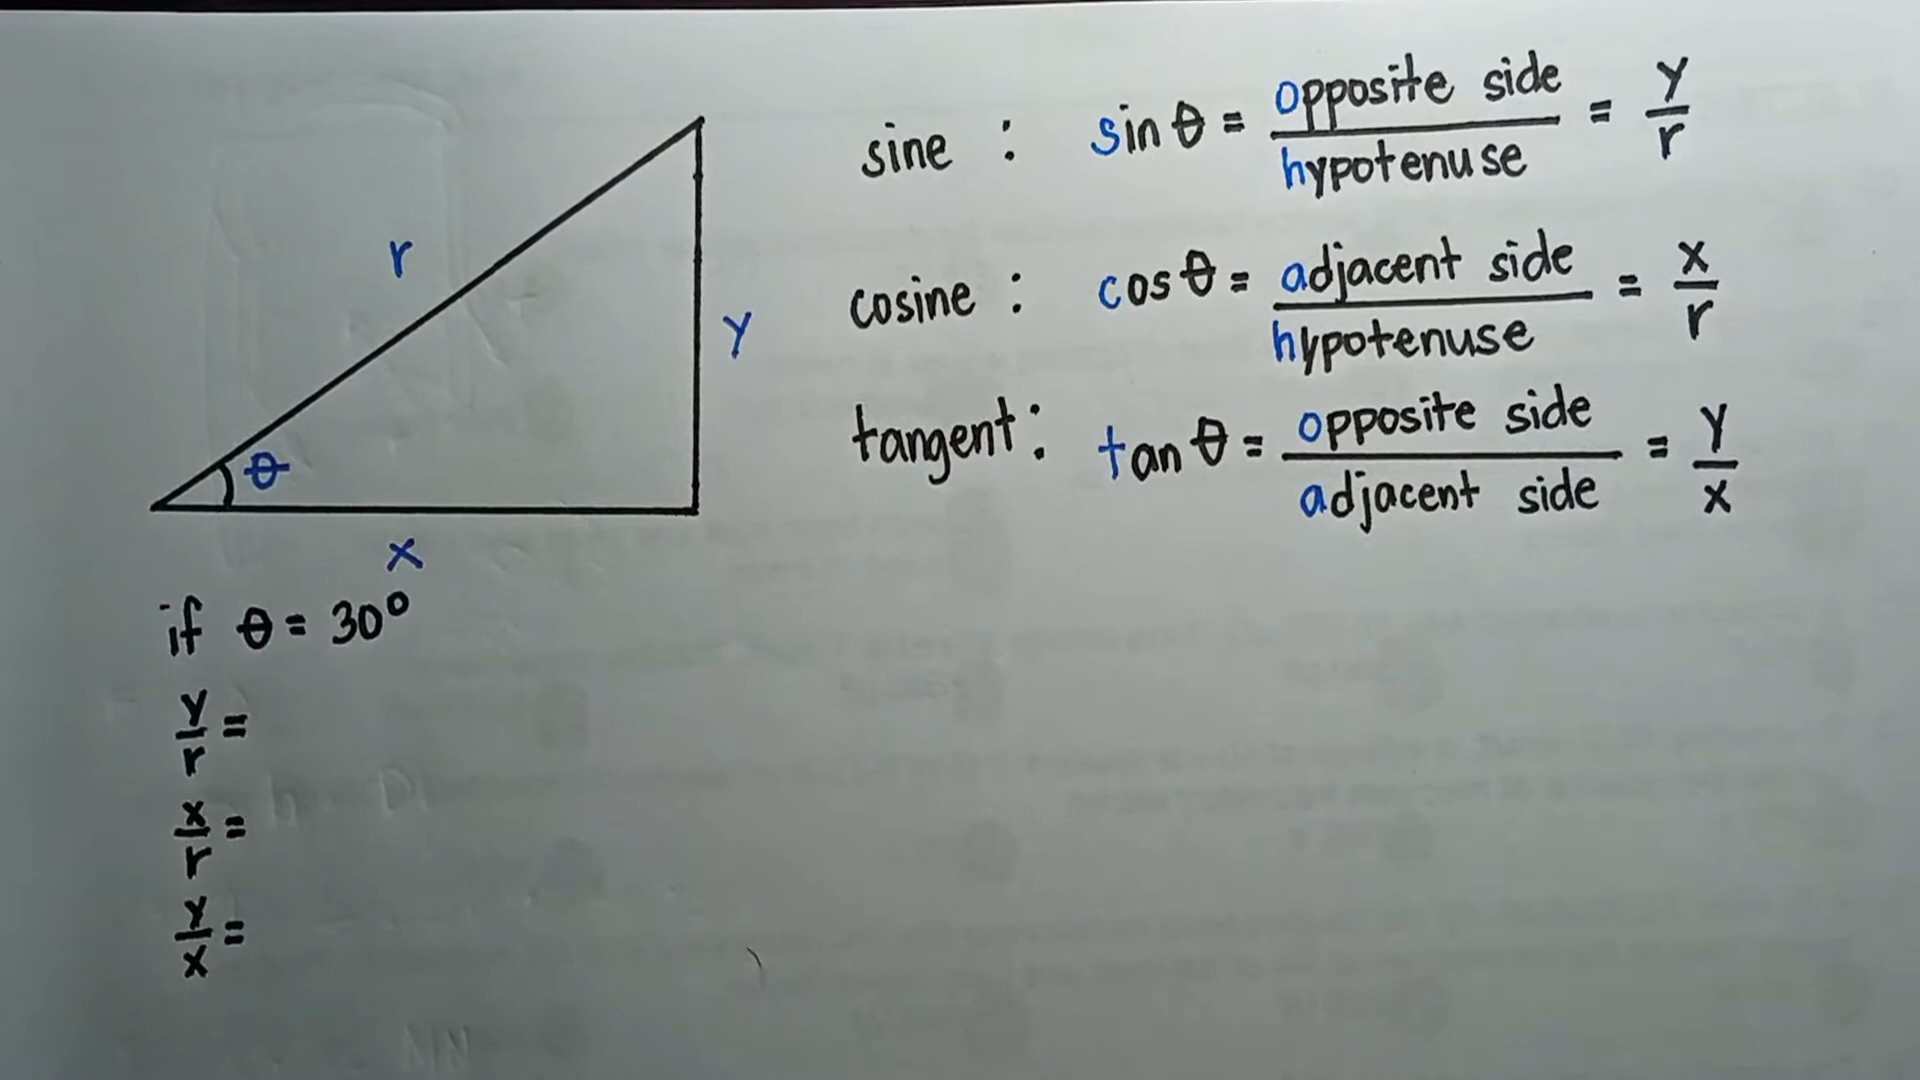 r
y
θ
x
sine : sin θ = opposite side / hypotenuse = y / r
cosine : cos θ = adjacent side / hypotenuse = x / r
tangent : tan θ = opposite side / adjacent side = y / x
if θ = 30°
y / r =
x / r =
y / x =